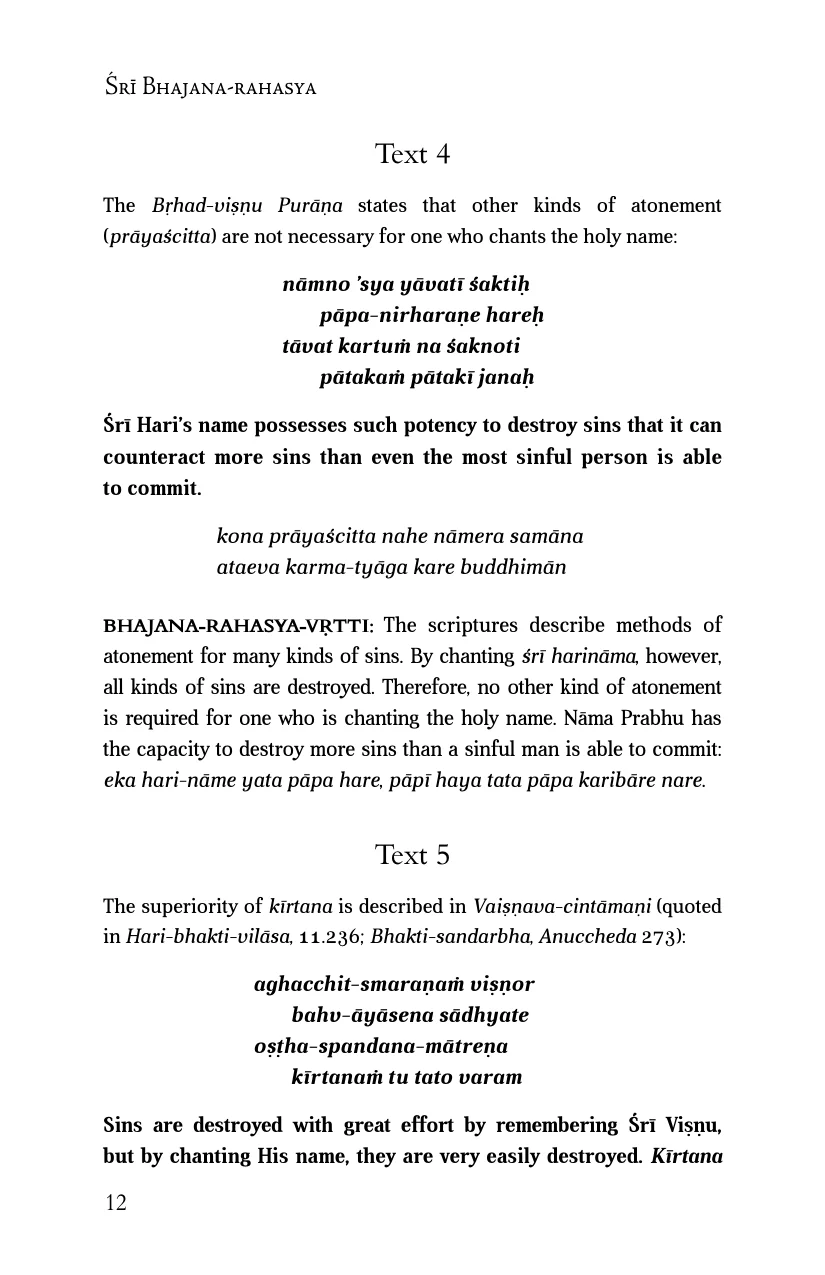 Śrī Bhajana-rahasya
Text 4
The Bṛhad-viṣṇu Purāṇa states that other kinds of atonement
(prāyaścitta) are not necessary for one who chants the holy name:
nāmno ’sya yāvatī śaktiḥ
pāpa-nirharaṇe hareḥ
tāvat kartuṁ na śaknoti
pātakaṁ pātakī janaḥ
Śrī Hari’s name possesses such potency to destroy sins that it can
counteract more sins than even the most sinful person is able
to commit.
kona prāyaścitta nahe nāmera samāna
ataeva karma-tyāga kare buddhimān
BHAJANA-RAHASYA-VṚTTI: The scriptures describe methods of
atonement for many kinds of sins. By chanting śrī harināma, however,
all kinds of sins are destroyed. Therefore, no other kind of atonement
is required for one who is chanting the holy name. Nāma Prabhu has
the capacity to destroy more sins than a sinful man is able to commit:
eka hari-nāme yata pāpa hare, pāpī haya tata pāpa karibāre nare.
Text 5
The superiority of kīrtana is described in Vaiṣṇava-cintāmaṇi (quoted
in Hari-bhakti-vilāsa, 11.236; Bhakti-sandarbha, Anuccheda 273):
aghacchit-smaraṇaṁ viṣṇor
bahv-āyāsena sādhyate
oṣṭha-spandana-mātreṇa
kīrtanaṁ tu tato varam
Sins are destroyed with great effort by remembering Śrī Viṣṇu,
but by chanting His name, they are very easily destroyed. Kīrtana
12